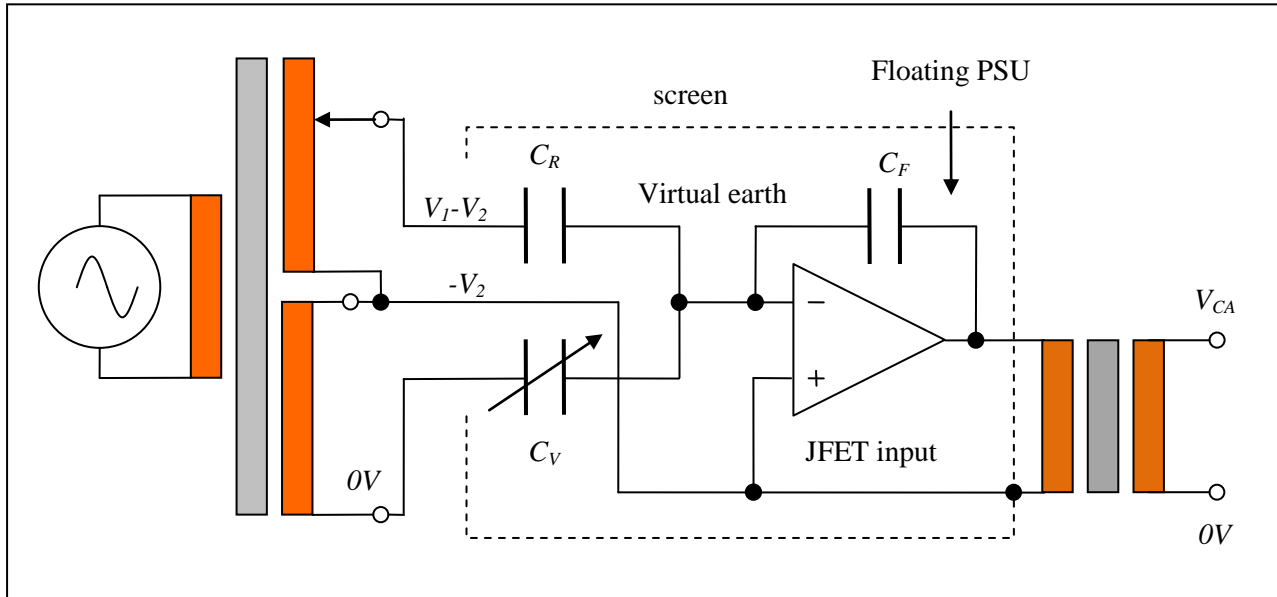 Floating PSU
screen
C_R
C_F
Virtual earth
V_1-V_2
-V_2
V_CA
−
+
JFET input
C_V
0V
0V